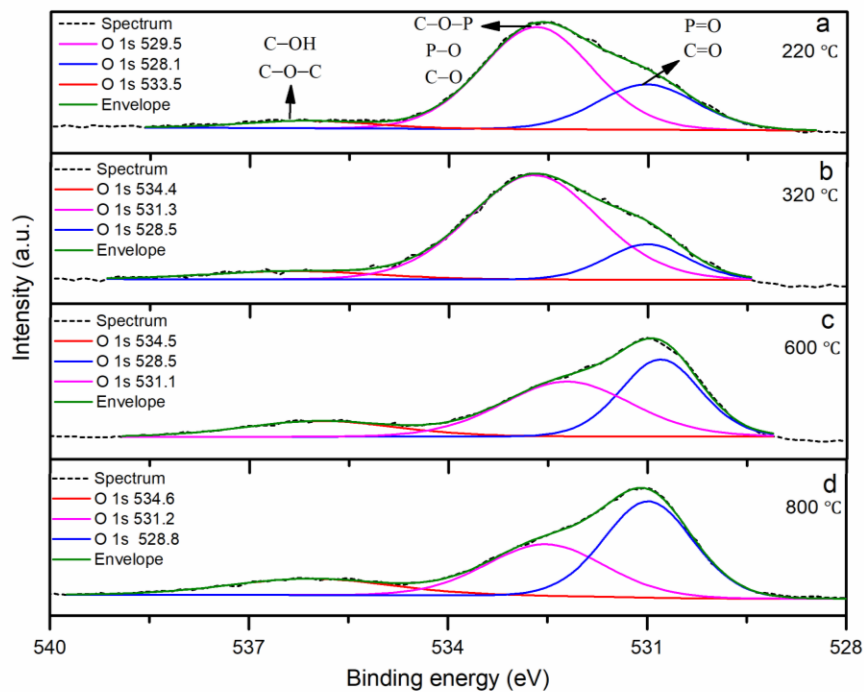 Spectrum
O 1s 529.5
O 1s 528.1
O 1s 533.5
Envelope
C−OH
C−O−C
C−O−P
P−O
C−O
P=O
C=O
a
220 ℃
Spectrum
O 1s 534.4
O 1s 531.3
O 1s 528.5
Envelope
b
320 ℃
Spectrum
O 1s 534.5
O 1s 528.5
O 1s 531.1
Envelope
c
600 ℃
Spectrum
O 1s 534.6
O 1s 531.2
O 1s 528.8
Envelope
d
800 ℃
Intensity (a.u.)
540 537 534 531 528
Binding energy (eV)